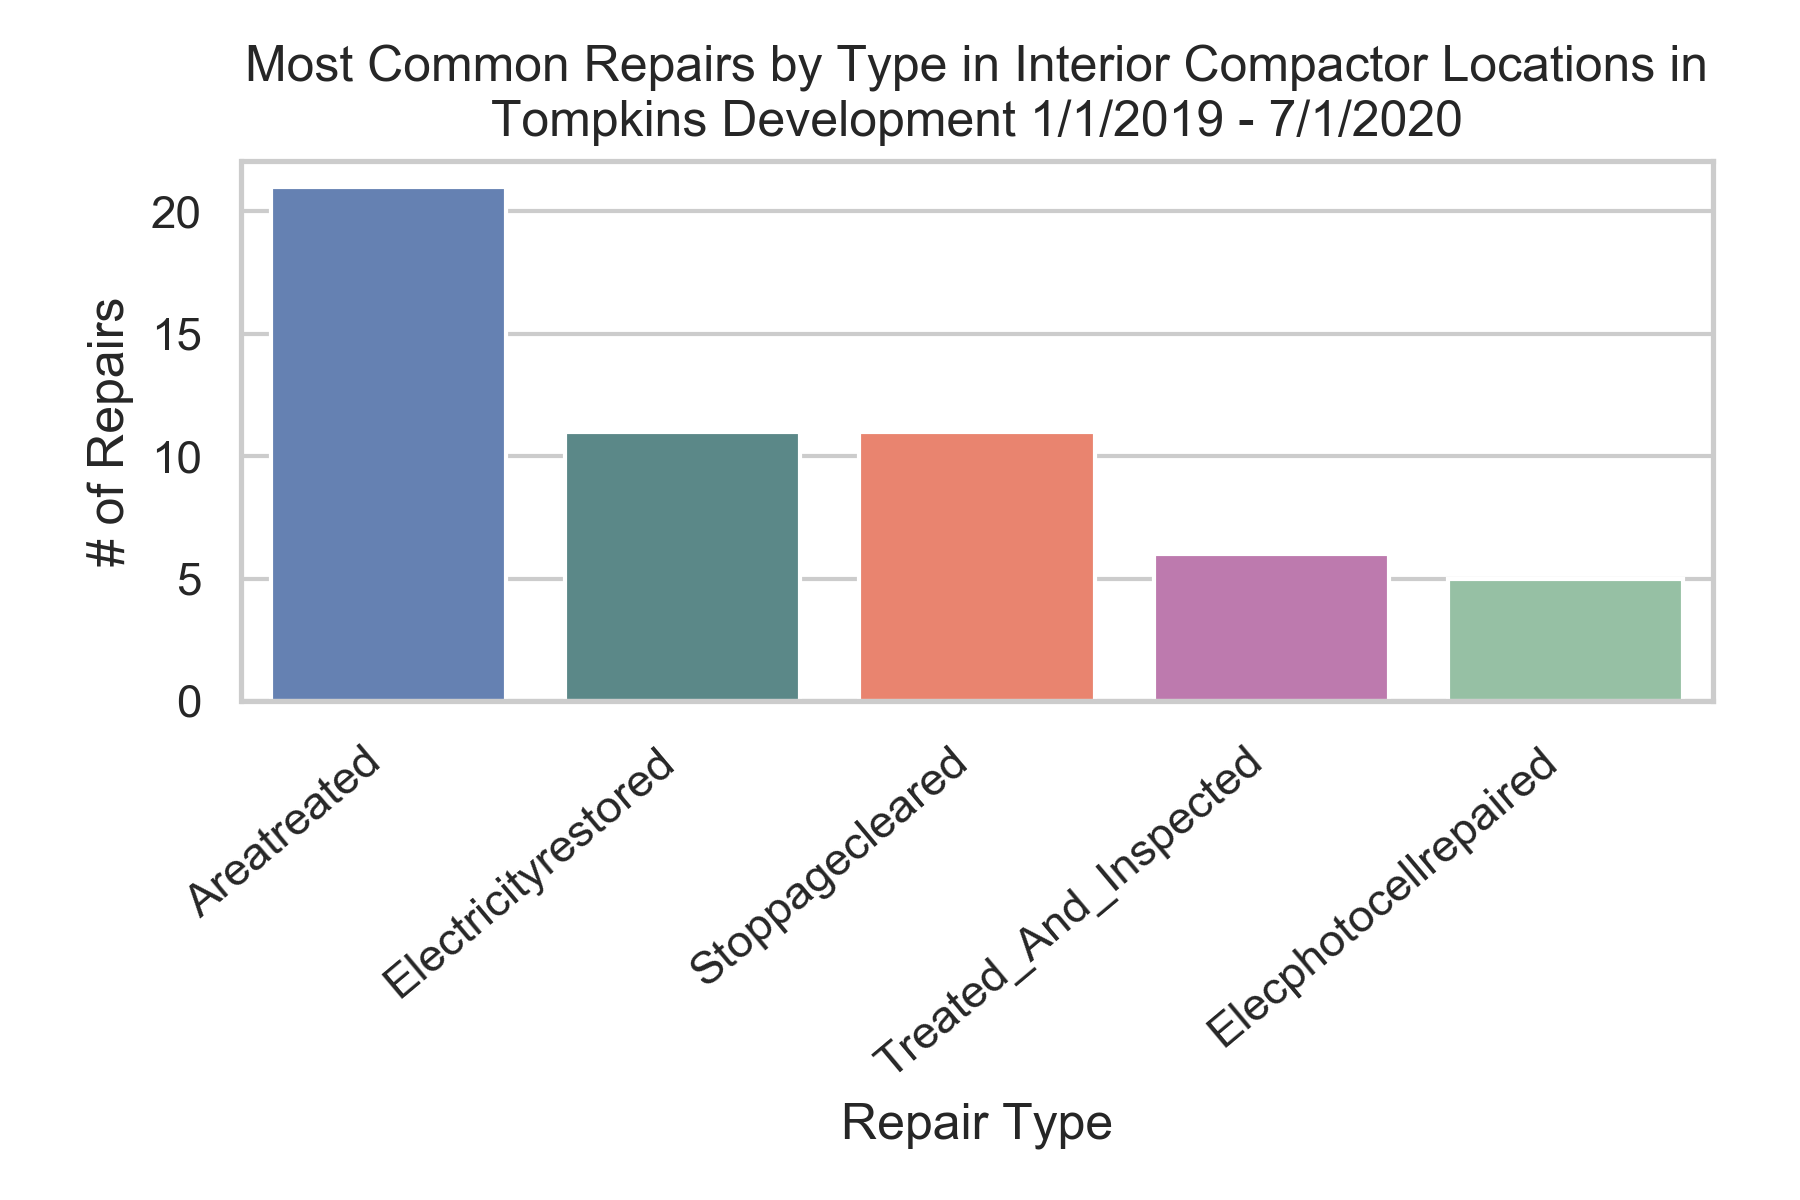 Most Common Repairs by Type in Interior Compactor Locations in
Tompkins Development 1/1/2019 - 7/1/2020
# of Repairs
20
15
10
5
0
Areatreated
Electricityrestored
Stoppagecleared
Treated_And_Inspected
Elecphotocellrepaired
Repair Type